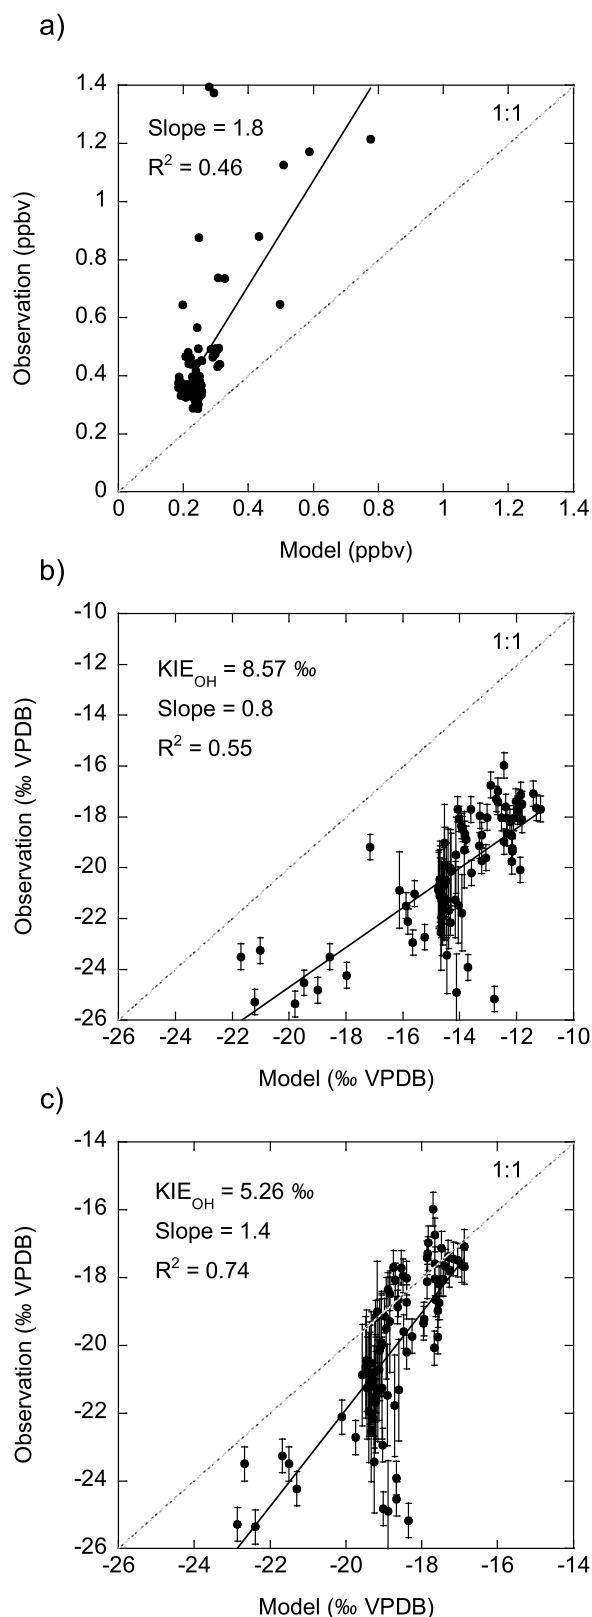 a)
1.4
1.2
1
0.8
0.6
0.4
0.2
0
Observation (ppbv)
Slope = 1.8
R² = 0.46
1:1
0 0.2 0.4 0.6 0.8 1 1.2 1.4
Model (ppbv)
b)
-10
-12
-14
-16
-18
-20
-22
-24
-26
Observation (‰ VPDB)
1:1
KIE_OH = 8.57 ‰
Slope = 0.8
R² = 0.55
-26 -24 -22 -20 -18 -16 -14 -12 -10
Model (‰ VPDB)
c)
-14
-16
-18
-20
-22
-24
-26
Observation (‰ VPDB)
1:1
KIE_OH = 5.26 ‰
Slope = 1.4
R² = 0.74
-26 -24 -22 -20 -18 -16 -14
Model (‰ VPDB)